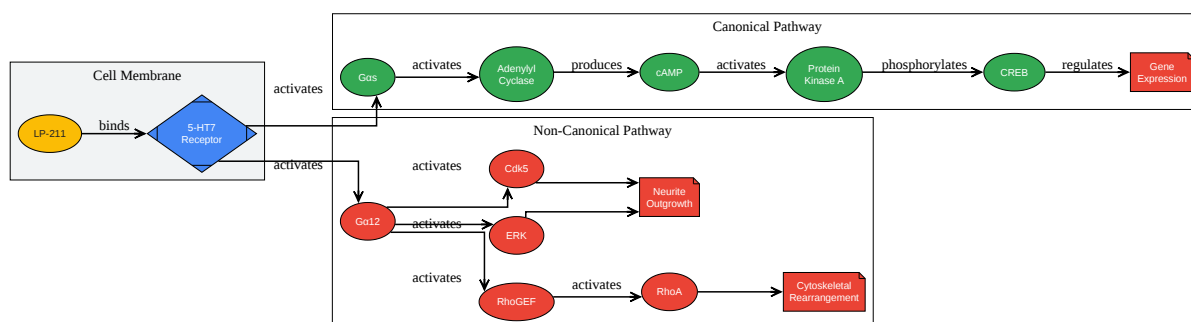 Canonical Pathway
Gαs
activates
Adenylyl
Cyclase
produces
cAMP
activates
Protein
Kinase A
phosphorylates
CREB
regulates
Gene
Expression
Cell Membrane
LP-211
binds
5-HT7
Receptor
activates
activates
Non-Canonical Pathway
Gα12
activates
Cdk5
Neurite
Outgrowth
activates
ERK
activates
RhoGEF
activates
RhoA
Cytoskeletal
Rearrangement